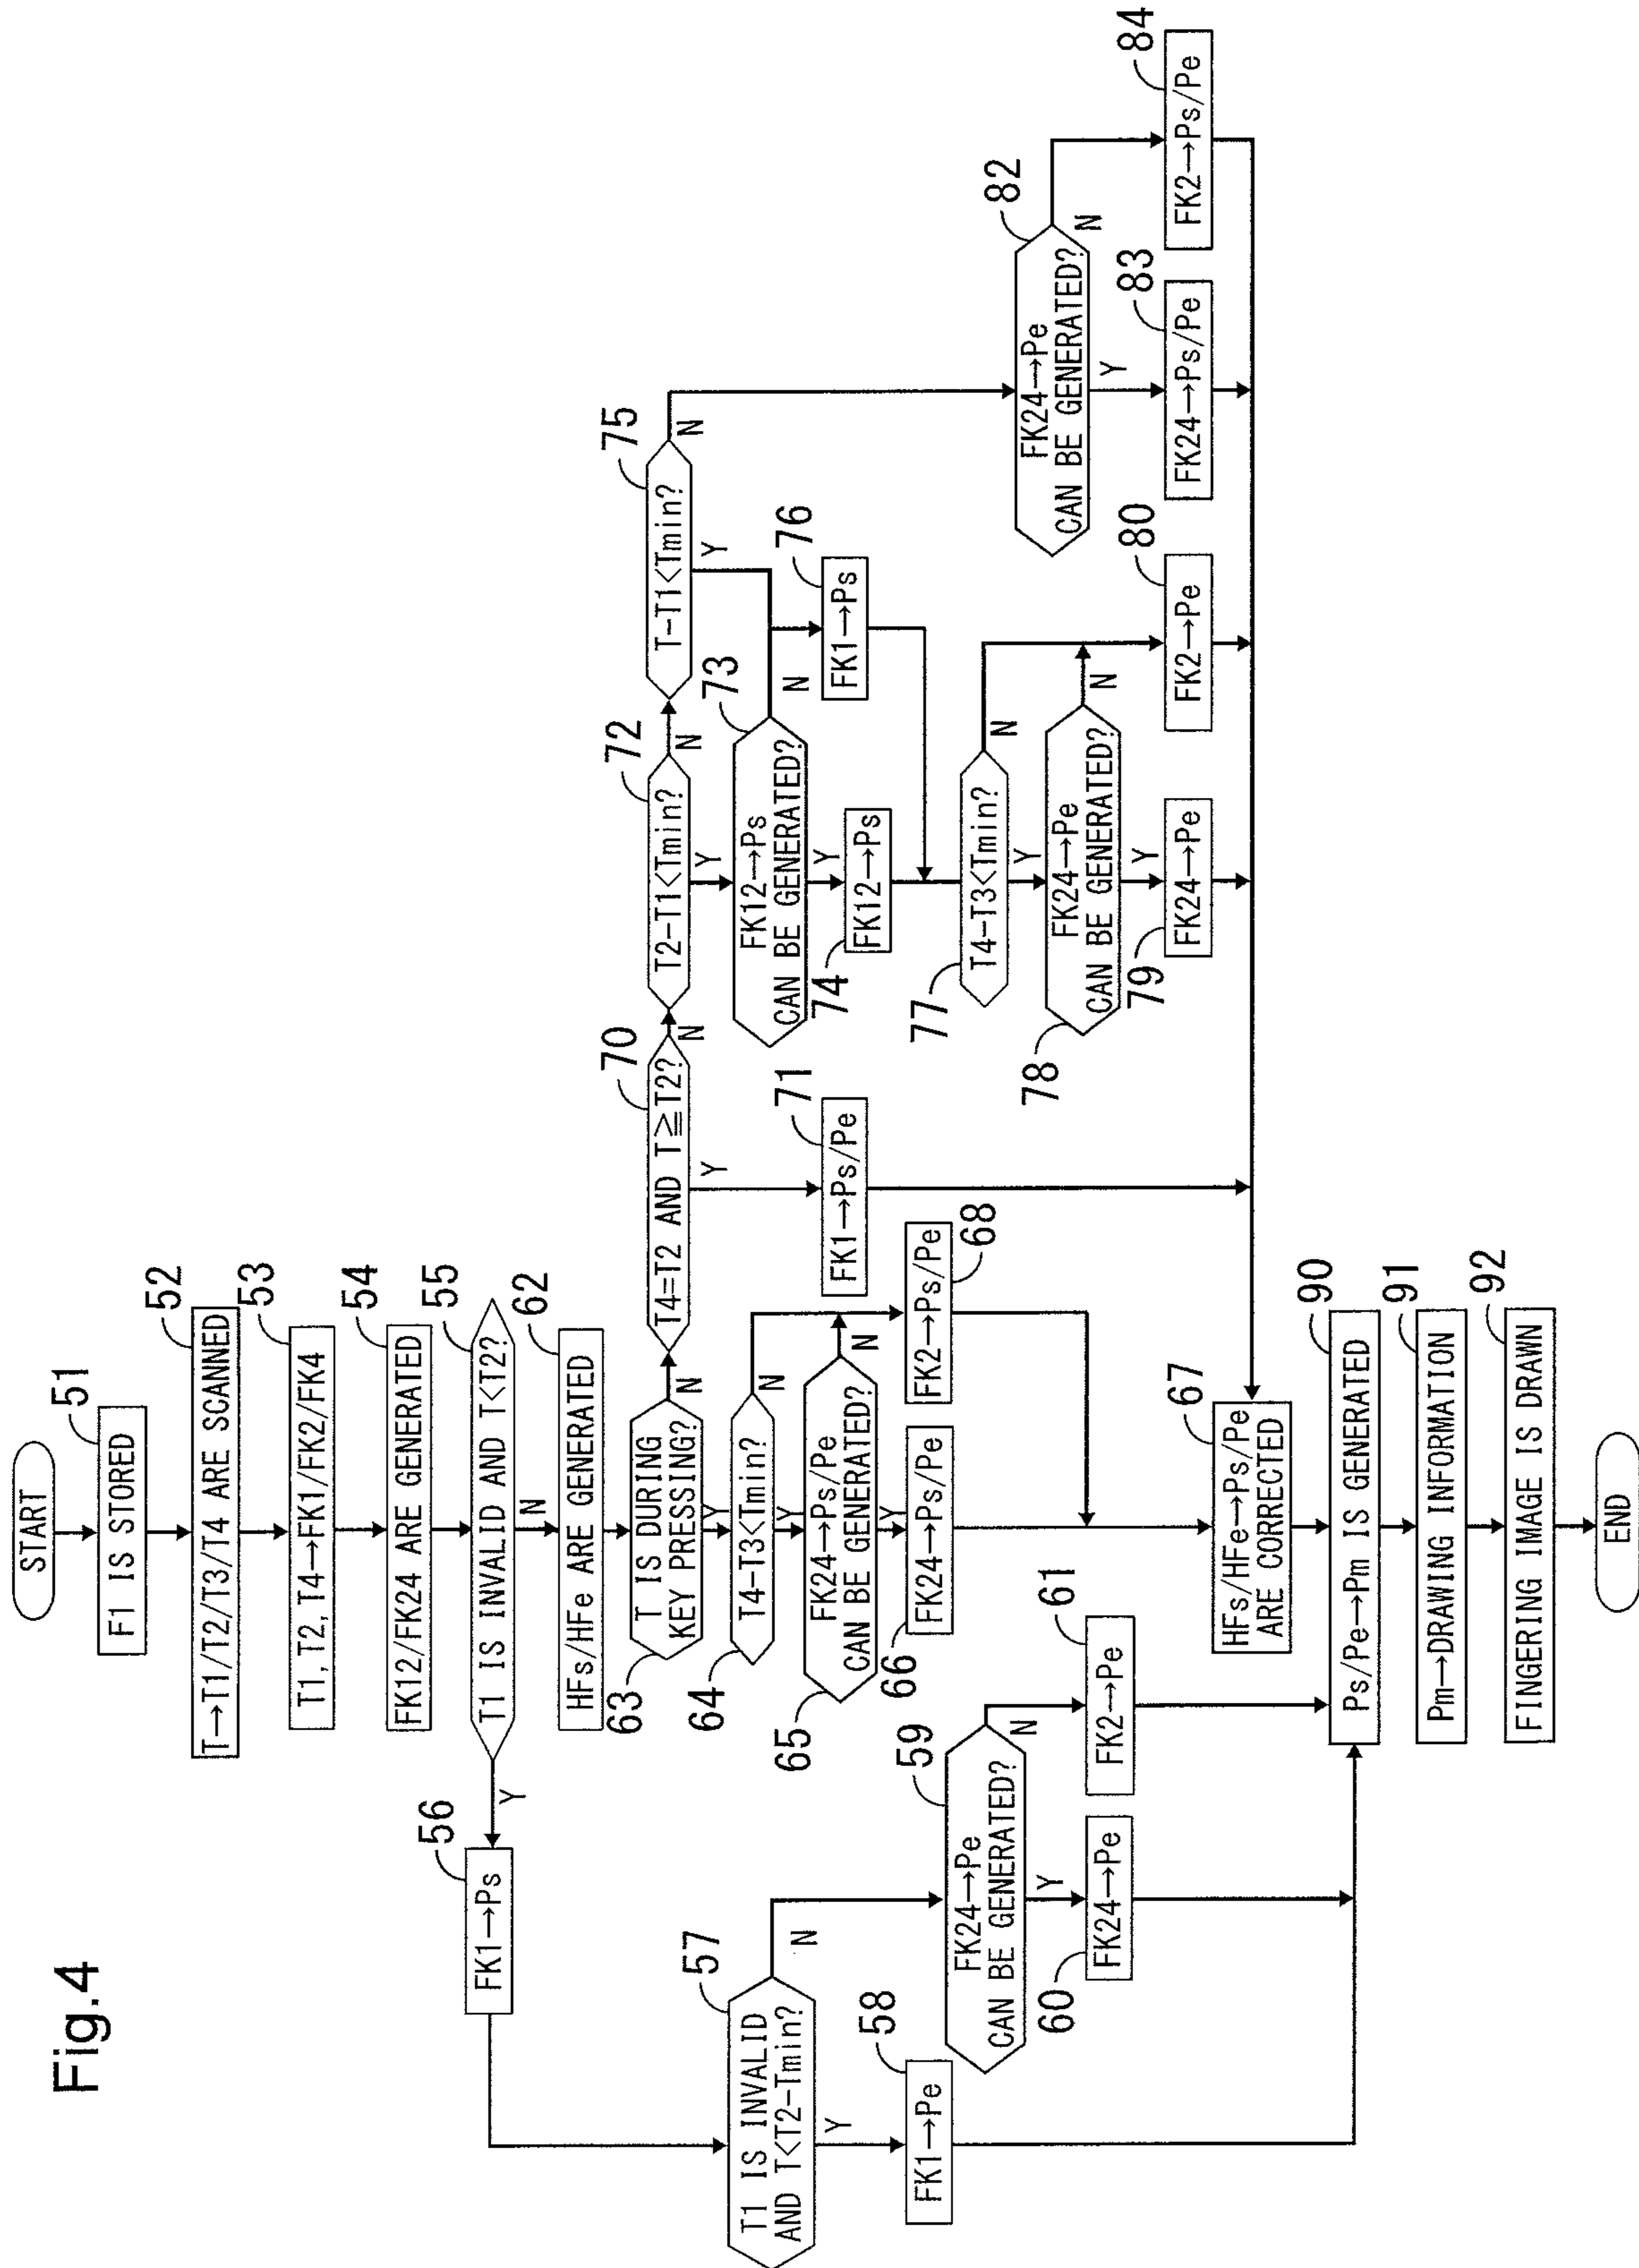 Fig.4
START
51
F1 IS STORED
52
T→T1/T2/T3/T4 ARE SCANNED
53
T1, T2, T4→FK1/FK2/FK4
54
FK12/FK24 ARE GENERATED
55
T1 IS INVALID AND T<T2?
Y
N
56
FK1→Ps
57
T1 IS INVALID
AND T<T2-Tmin?
Y
N
58
FK1→Pe
59
FK24→Pe
CAN BE GENERATED?
Y
N
60
FK24→Pe
61
FK2→Pe
62
HFs/HFe ARE GENERATED
63
T IS DURING
KEY PRESSING?
Y
N
64
T4-T3<Tmin?
Y
N
65
FK24→Ps/Pe
CAN BE GENERATED?
Y
N
66
FK24→Ps/Pe
68
FK2→Ps/Pe
67
HFs/HFe→Ps/Pe
ARE CORRECTED
70
T4=T2 AND T≧T2?
Y
N
71
FK1→Ps/Pe
72
T2-T1<Tmin?
Y
N
73
FK12→Ps
CAN BE GENERATED?
Y
N
74
FK12→Ps
75
T-T1<Tmin?
Y
N
76
FK1→Ps
77
T4-T3<Tmin?
Y
N
78
FK24→Pe
CAN BE GENERATED?
Y
N
79
FK24→Pe
80
FK2→Pe
82
FK24→Pe
CAN BE GENERATED?
Y
N
83
FK24→Ps/Pe
84
FK2→Ps/Pe
90
Ps/Pe→Pm IS GENERATED
91
Pm→DRAWING INFORMATION
92
FINGERING IMAGE IS DRAWN
END